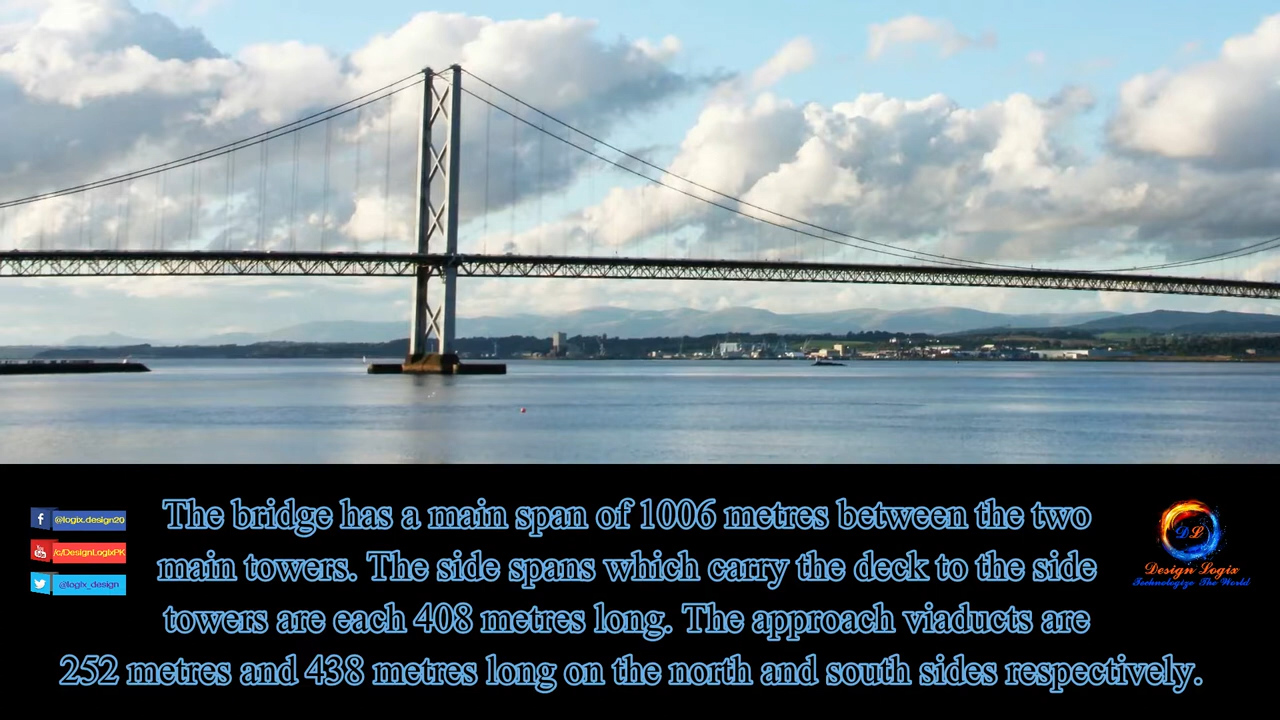 The bridge has a main span of 1006 metres between the two
main towers. The side spans which carry the deck to the side
towers are each 408 metres long. The approach viaducts are
252 metres and 438 metres long on the north and south sides respectively.
@logix.design20
/c/DesignLogixPK
@logix_design
DL
Design Logix
Technologize The World